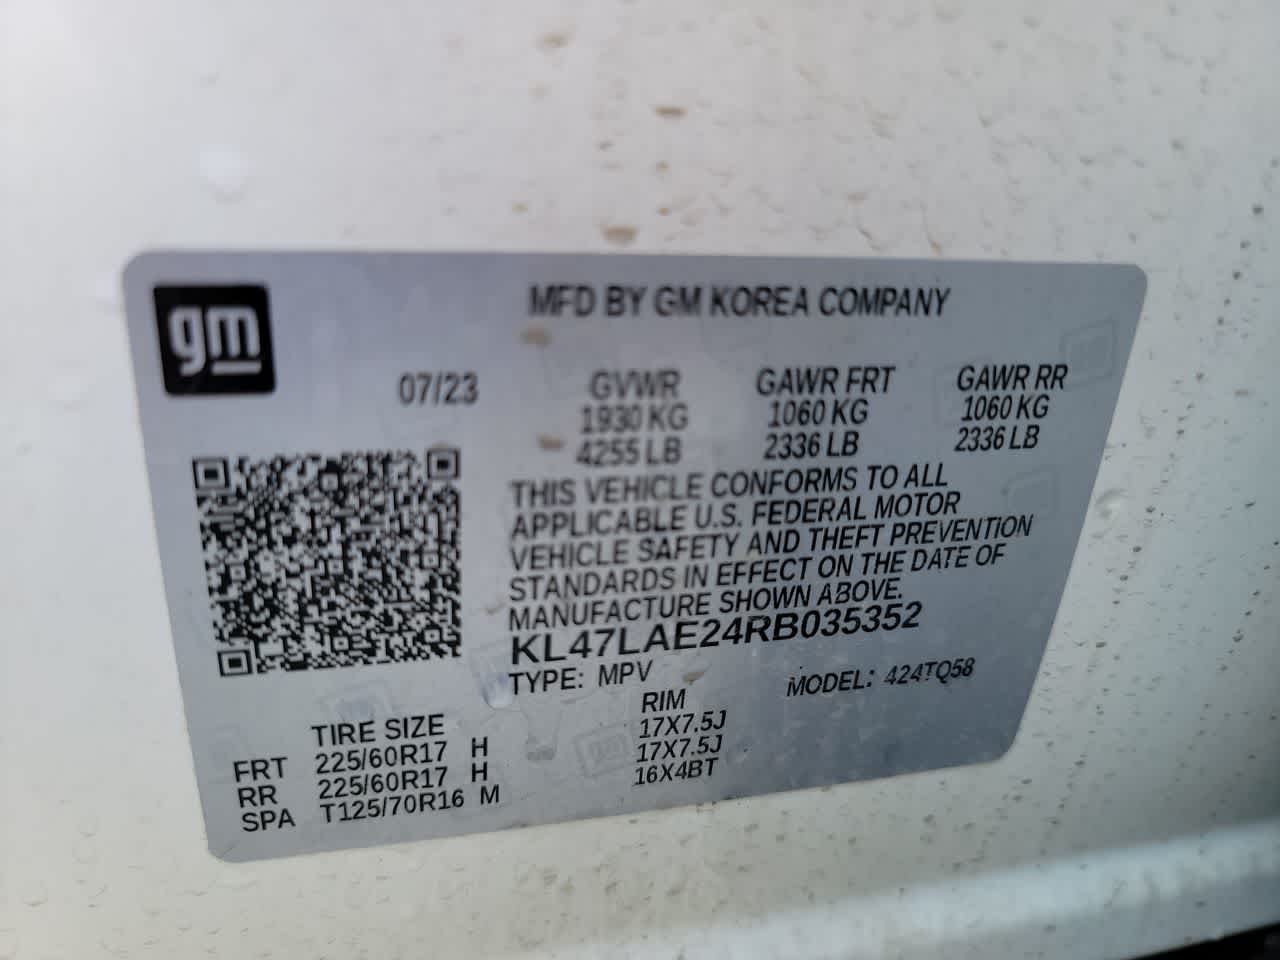 gm
MFD BY GM KOREA COMPANY
07/23 GVWR GAWR FRT GAWR RR
1930 KG 1060 KG 1060 KG
4255 LB 2336 LB 2336 LB
THIS VEHICLE CONFORMS TO ALL
APPLICABLE U.S. FEDERAL MOTOR
VEHICLE SAFETY AND THEFT PREVENTION
STANDARDS IN EFFECT ON THE DATE OF
MANUFACTURE SHOWN ABOVE.
KL47LAE24RB035352
TYPE: MPV MODEL: 424TQ58
TIRE SIZE RIM
FRT 225/60R17 H 17X7.5J
RR 225/60R17 H 17X7.5J
SPA T125/70R16 M 16X4BT